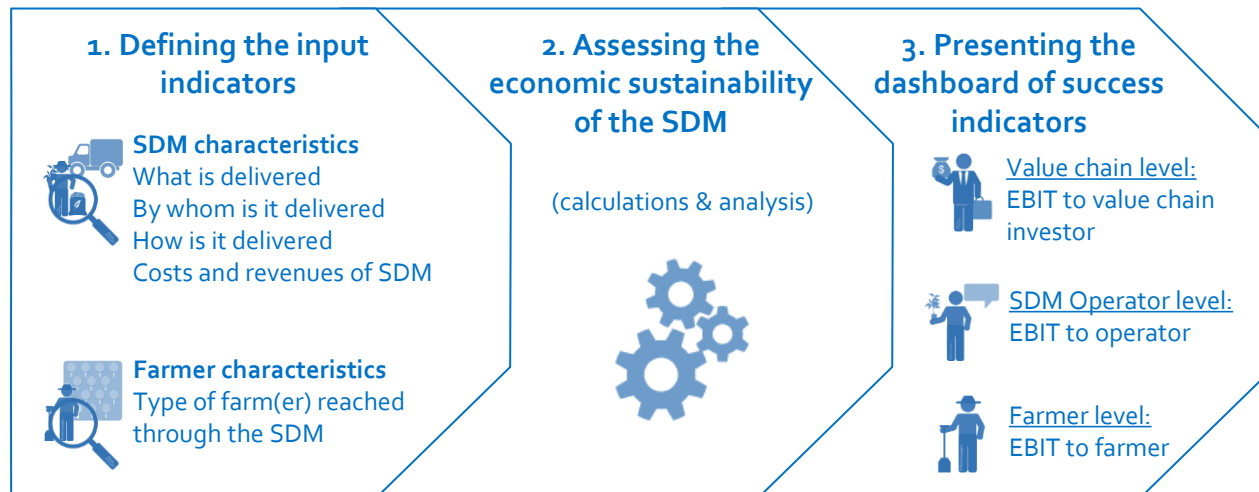 1. Defining the input
indicators
SDM characteristics
What is delivered
By whom is it delivered
How is it delivered
Costs and revenues of SDM
Farmer characteristics
Type of farm(er) reached
through the SDM
2. Assessing the
economic sustainability
of the SDM
(calculations & analysis)
3. Presenting the
dashboard of success
indicators
$
Value chain level:
EBIT to value chain
investor
SDM Operator level:
EBIT to operator
Farmer level:
EBIT to farmer